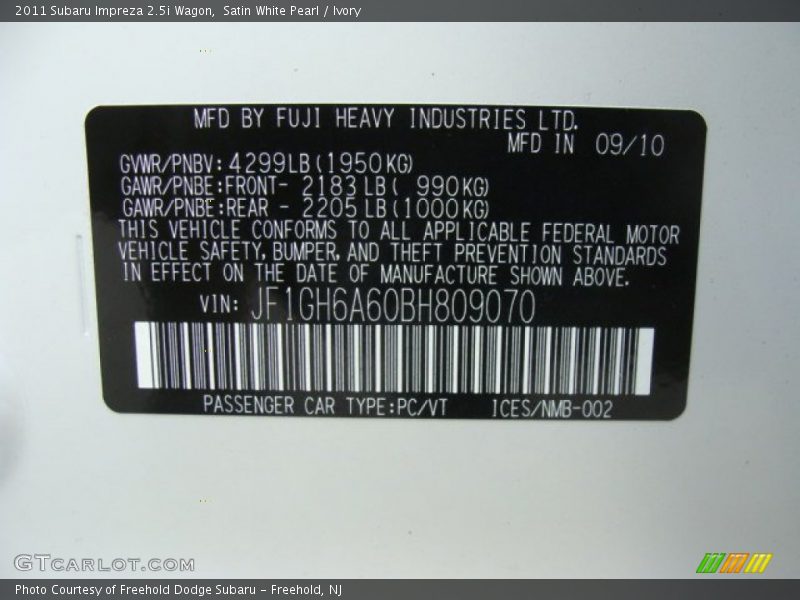 2011 Subaru Impreza 2.5i Wagon,  Satin White Pearl / Ivory
MFD BY FUJI HEAVY INDUSTRIES LTD.
MFD IN 09/10
GVWR/PNBV: 4299LB(1950KG)
GAWR/PNBE:FRONT- 2183LB( 990KG)
GAWR/PNBE:REAR - 2205LB(1000KG)
THIS VEHICLE CONFORMS TO ALL APPLICABLE FEDERAL MOTOR
VEHICLE SAFETY, BUMPER, AND THEFT PREVENTION STANDARDS
IN EFFECT ON THE DATE OF MANUFACTURE SHOWN ABOVE.
VIN: JF1GH6A60BH809070
PASSENGER CAR TYPE:PC/VT ICES/NMB-002
GTCARLOT.COM
Photo Courtesy of Freehold Dodge Subaru - Freehold, NJ